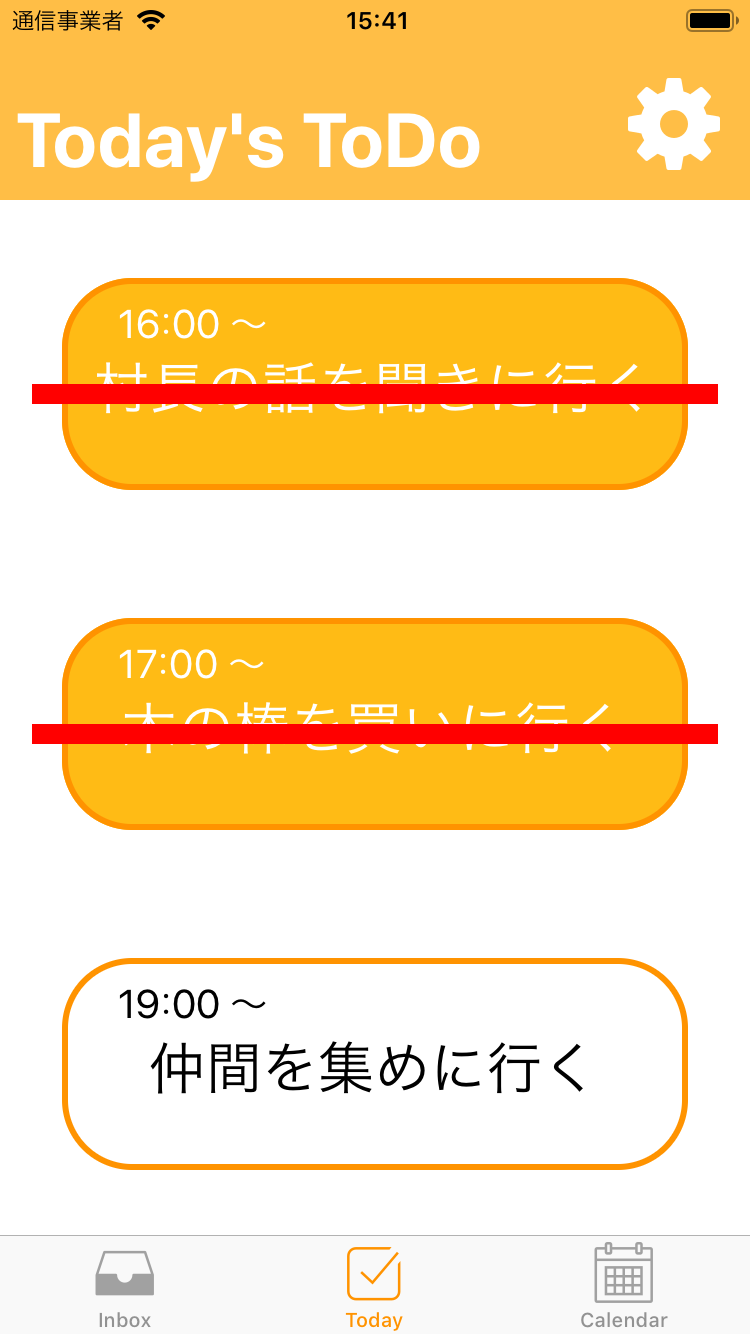 通信事業者 15:41
Today's ToDo
16:00 〜
村長の話を聞きに行く
17:00 〜
木の棒を買いに行く
19:00 〜
仲間を集めに行く
Inbox Today Calendar